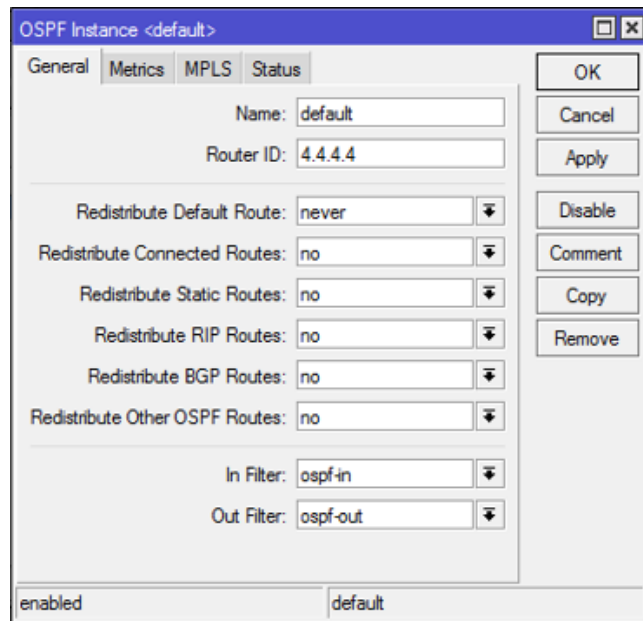 OSPF Instance <default>
General Metrics MPLS Status
Name: default
Router ID: 4.4.4.4
Redistribute Default Route: never
Redistribute Connected Routes: no
Redistribute Static Routes: no
Redistribute RIP Routes: no
Redistribute BGP Routes: no
Redistribute Other OSPF Routes: no
In Filter: ospf-in
Out Filter: ospf-out
OK
Cancel
Apply
Disable
Comment
Copy
Remove
enabled default